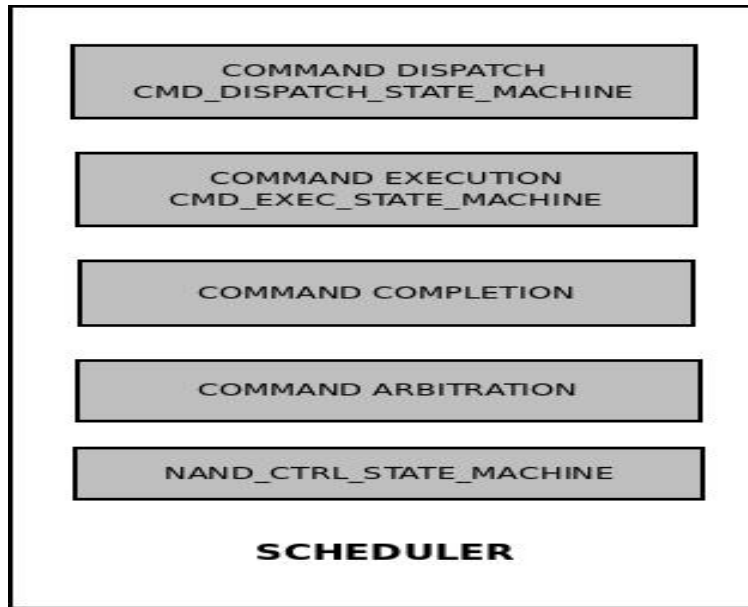 COMMAND DISPATCH
CMD_DISPATCH_STATE_MACHINE
COMMAND EXECUTION
CMD_EXEC_STATE_MACHINE
COMMAND COMPLETION
COMMAND ARBITRATION
NAND_CTRL_STATE_MACHINE
SCHEDULER